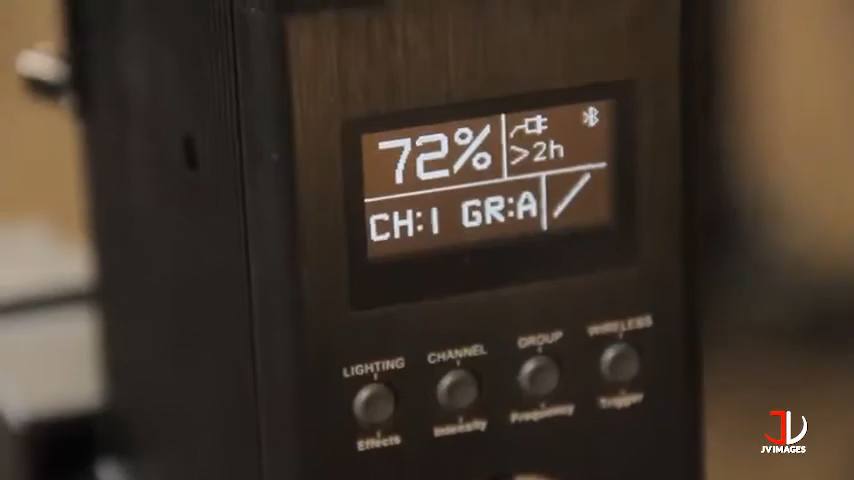 72%
>2h
CH:1 GR:A
LIGHTING CHANNEL GROUP WIRELESS
Effects Intensity Frequency Trigger
JVIMAGES